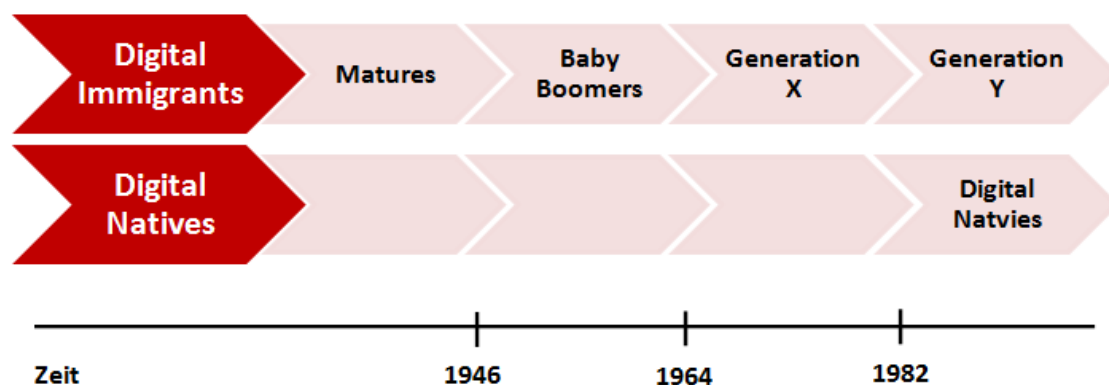 Digital
Immigrants
Matures
Baby
Boomers
Generation
X
Generation
Y
Digital
Natives
Digital
Natvies
Zeit
1946
1964
1982